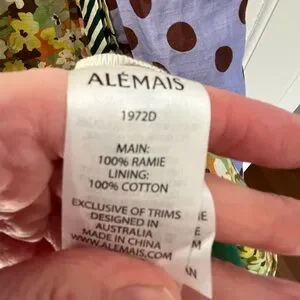 ALÉMAIS
1972D
MAIN:
100% RAMIE
LINING:
100% COTTON
EXCLUSIVE OF TRIMS
DESIGNED IN
AUSTRALIA
MADE IN CHINA
WWW.ALEMAIS.COM